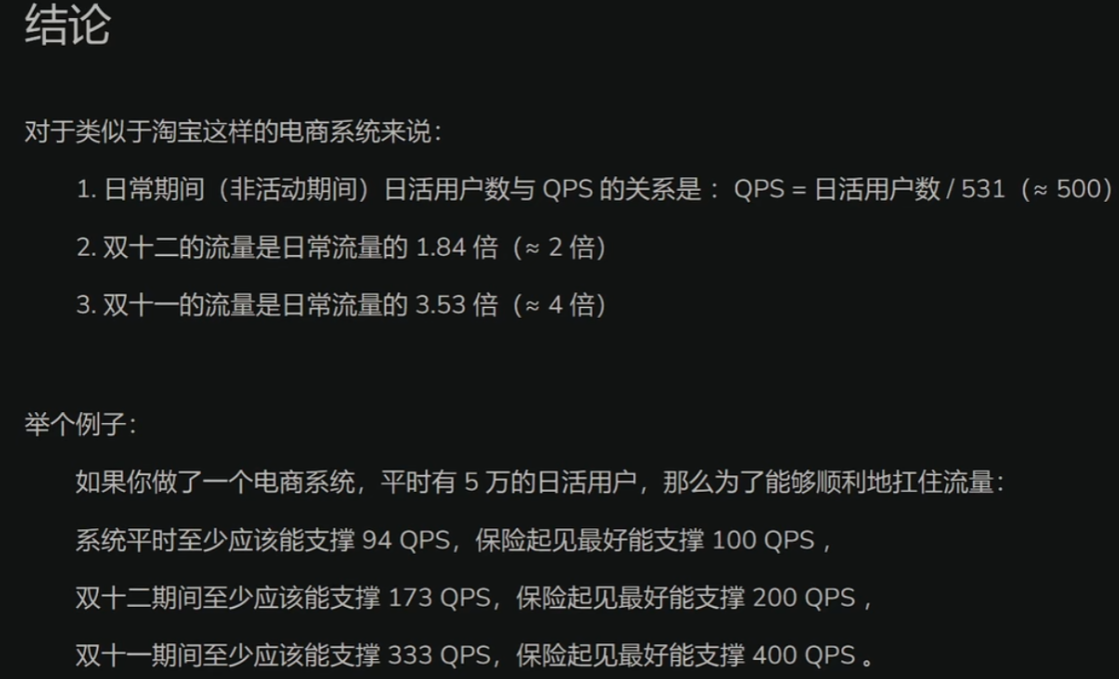 结论
对于类似于淘宝这样的电商系统来说：
1. 日常期间（非活动期间）日活用户数与 QPS 的关系是 ：QPS = 日活用户数 / 531（≈ 500）
2. 双十二的流量是日常流量的 1.84 倍（≈ 2 倍）
3. 双十一的流量是日常流量的 3.53 倍（≈ 4 倍）
举个例子：
如果你做了一个电商系统，平时有 5 万的日活用户，那么为了能够顺利地扛住流量：
系统平时至少应该能支撑 94 QPS，保险起见最好能支撑 100 QPS ，
双十二期间至少应该能支撑 173 QPS，保险起见最好能支撑 200 QPS ，
双十一期间至少应该能支撑 333 QPS，保险起见最好能支撑 400 QPS 。